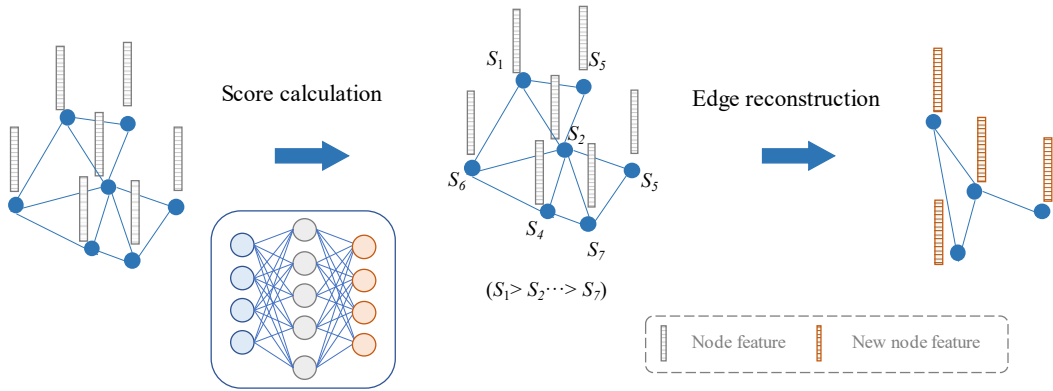 Score calculation
Edge reconstruction
S1
S5
S2
S6
S5
S4
S7
(S1> S2···> S7)
Node feature
New node feature